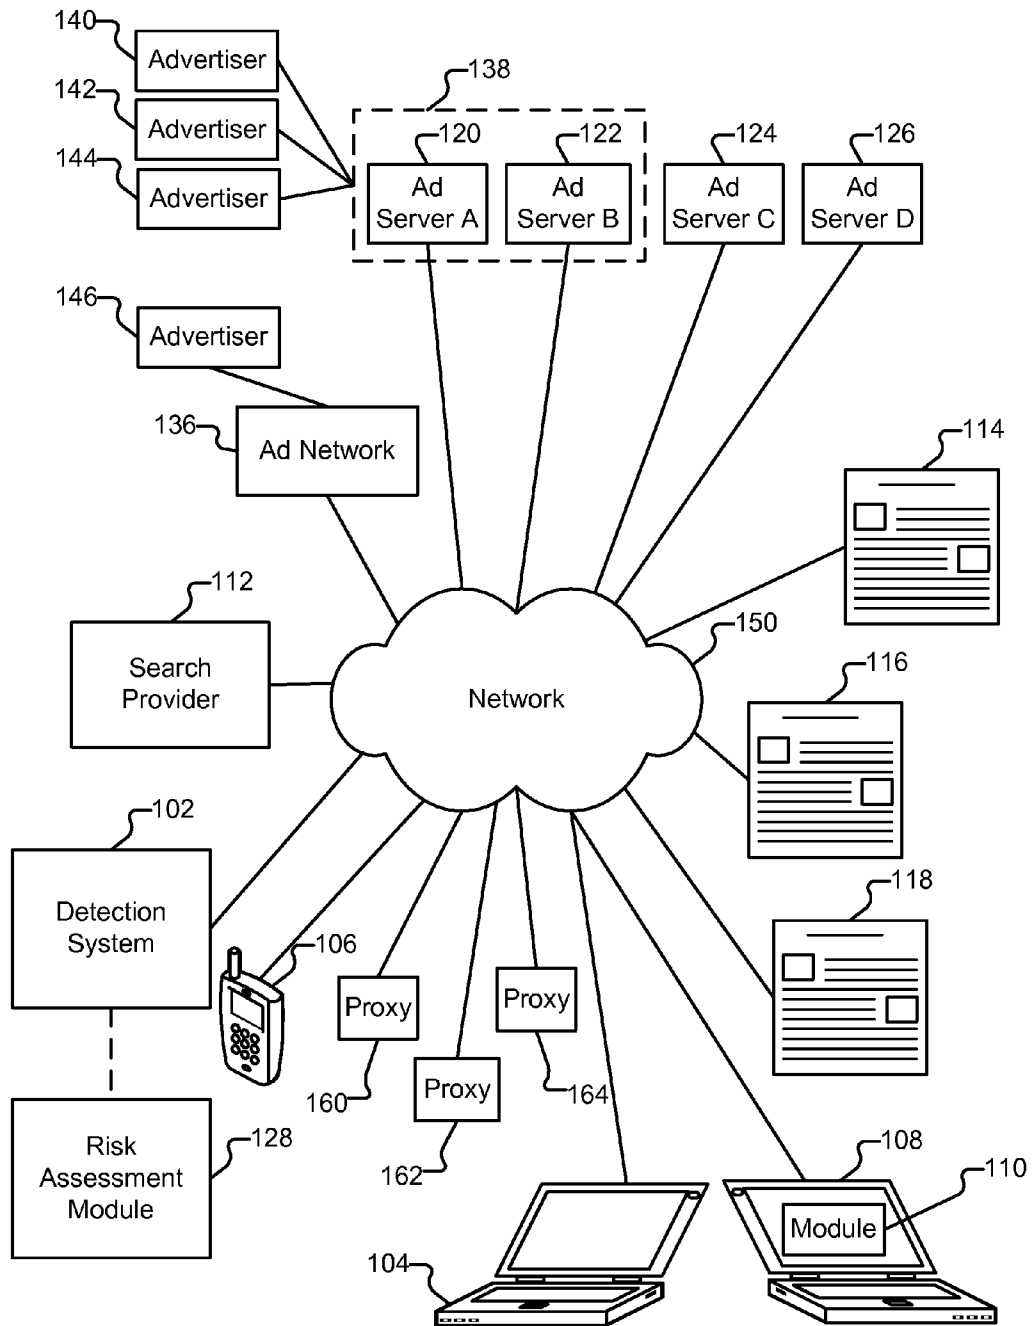 140
Advertiser
138
142
Advertiser
120
122
124
126
144
Advertiser
Ad
Server A
Ad
Server B
Ad
Server C
Ad
Server D
146
Advertiser
136
Ad Network
114
112
150
Search
Provider
Network
116
102
118
Detection
System
106
Proxy
Proxy
160
Proxy
164
162
128
Risk
Assessment
Module
108
110
Module
104